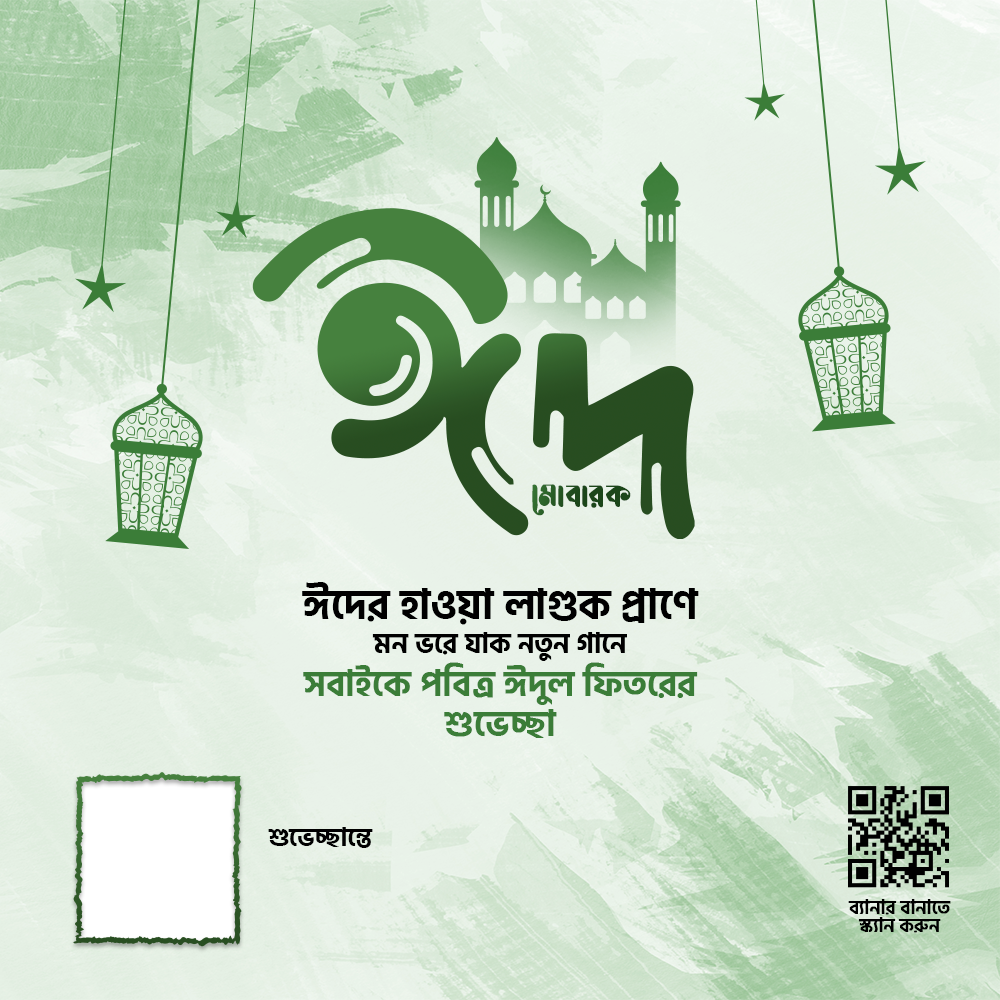 ঈদ
মোবারক
ঈদের হাওয়া লাগুক প্রাণে
মন ভরে যাক নতুন গানে
সবাইকে পবিত্র ঈদুল ফিতরের
শুভেচ্ছা
শুভেচ্ছান্তে
ব্যানার বানাতে
স্ক্যান করুন